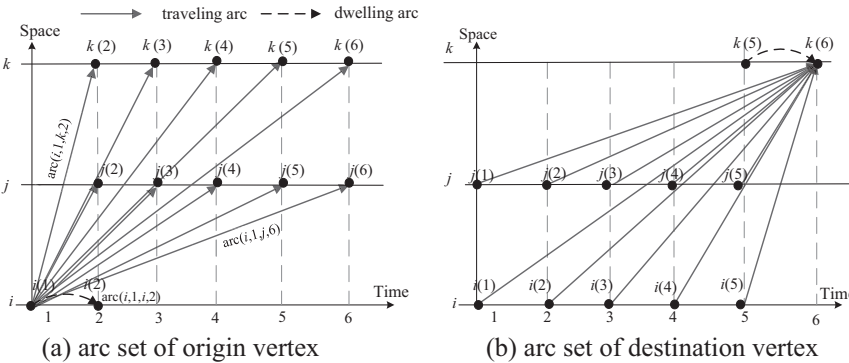 traveling arc dwelling arc
Space
k(2) k(3) k(4) k(5) k(6)
k
arc(i,1,k,2)
j(2) j(3) j(4) j(5) j(6)
j
arc(i,1,j,6)
i(1) i(2)
arc(i,1,i,2)
i
Time
1 2 3 4 5 6
(a) arc set of origin vertex
Space
k(5) k(6)
k
j(1) j(2) j(3) j(4) j(5)
j
i(1) i(2) i(3) i(4) i(5)
i
Time
1 2 3 4 5 6
(b) arc set of destination vertex